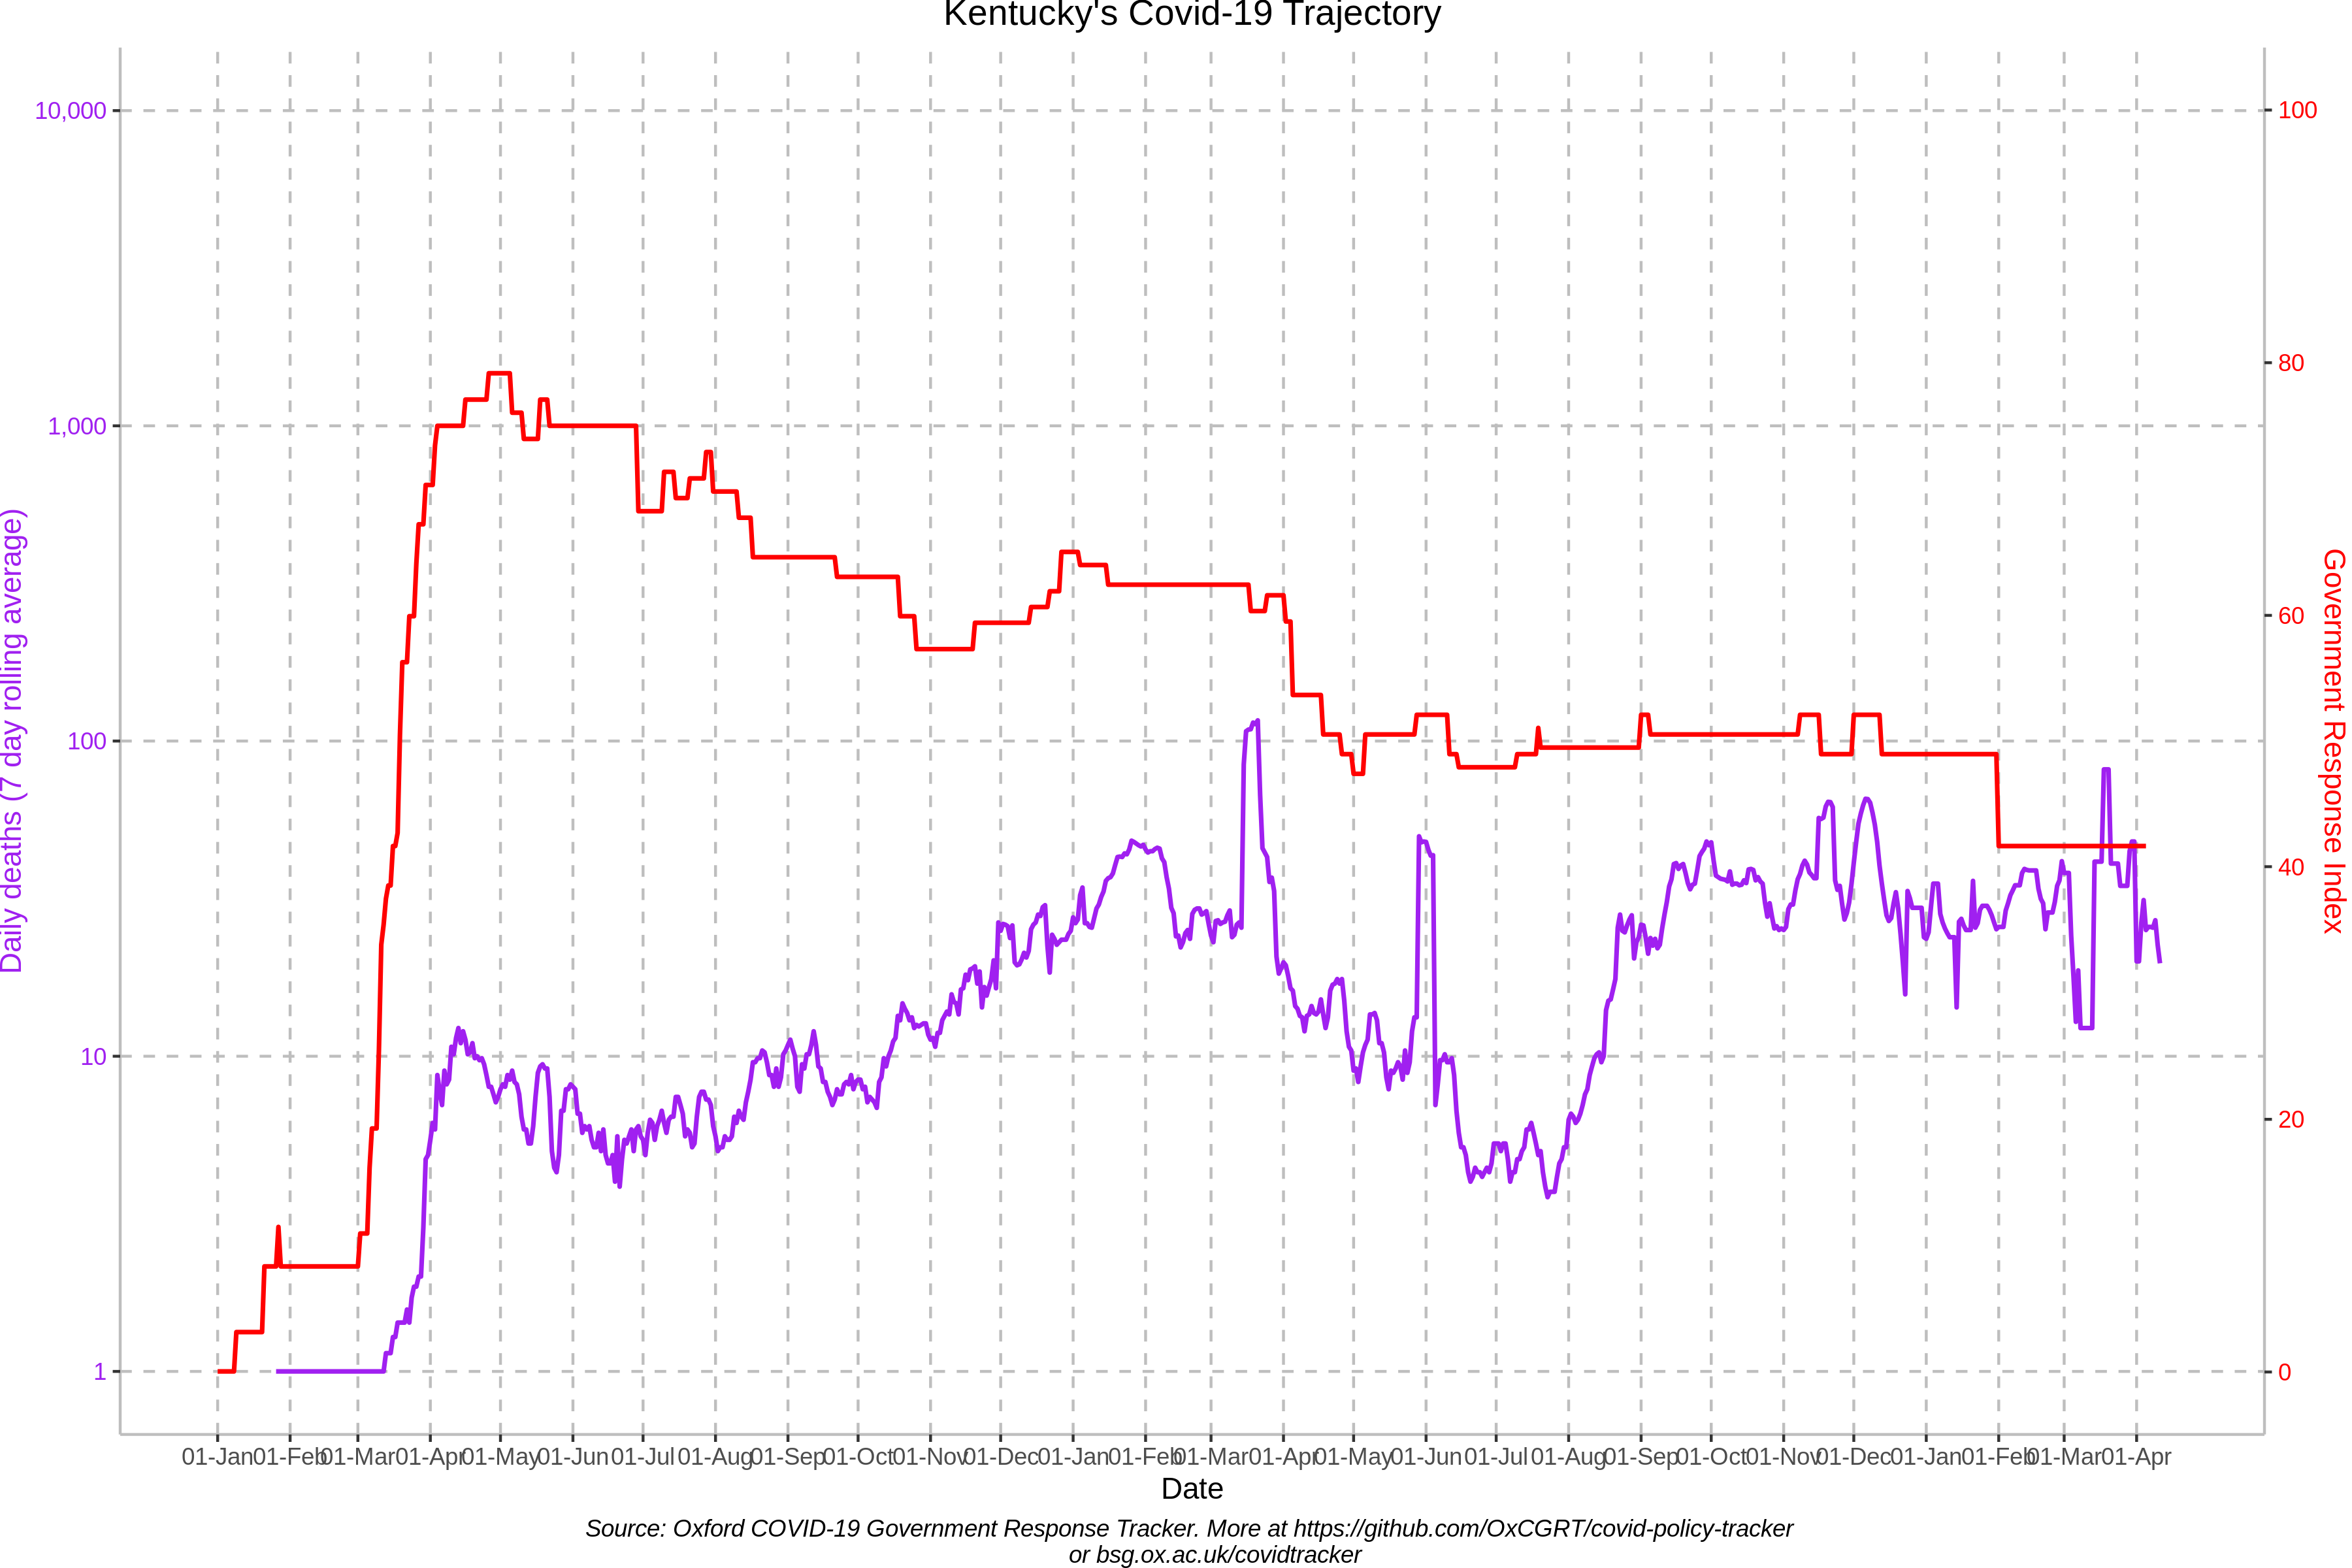 Kentucky's Covid-19 Trajectory
10,000
1,000
100
10
1
Daily deaths (7 day rolling average)
100
80
60
40
20
0
Government Response Index
01-Jan 01-Feb 01-Mar 01-Apr 01-May 01-Jun 01-Jul 01-Aug 01-Sep 01-Oct 01-Nov 01-Dec 01-Jan 01-Feb 01-Mar 01-Apr 01-May 01-Jun 01-Jul 01-Aug 01-Sep 01-Oct 01-Nov 01-Dec 01-Jan 01-Feb 01-Mar 01-Apr
Date
Source: Oxford COVID-19 Government Response Tracker. More at https://github.com/OxCGRT/covid-policy-tracker
or bsg.ox.ac.uk/covidtracker